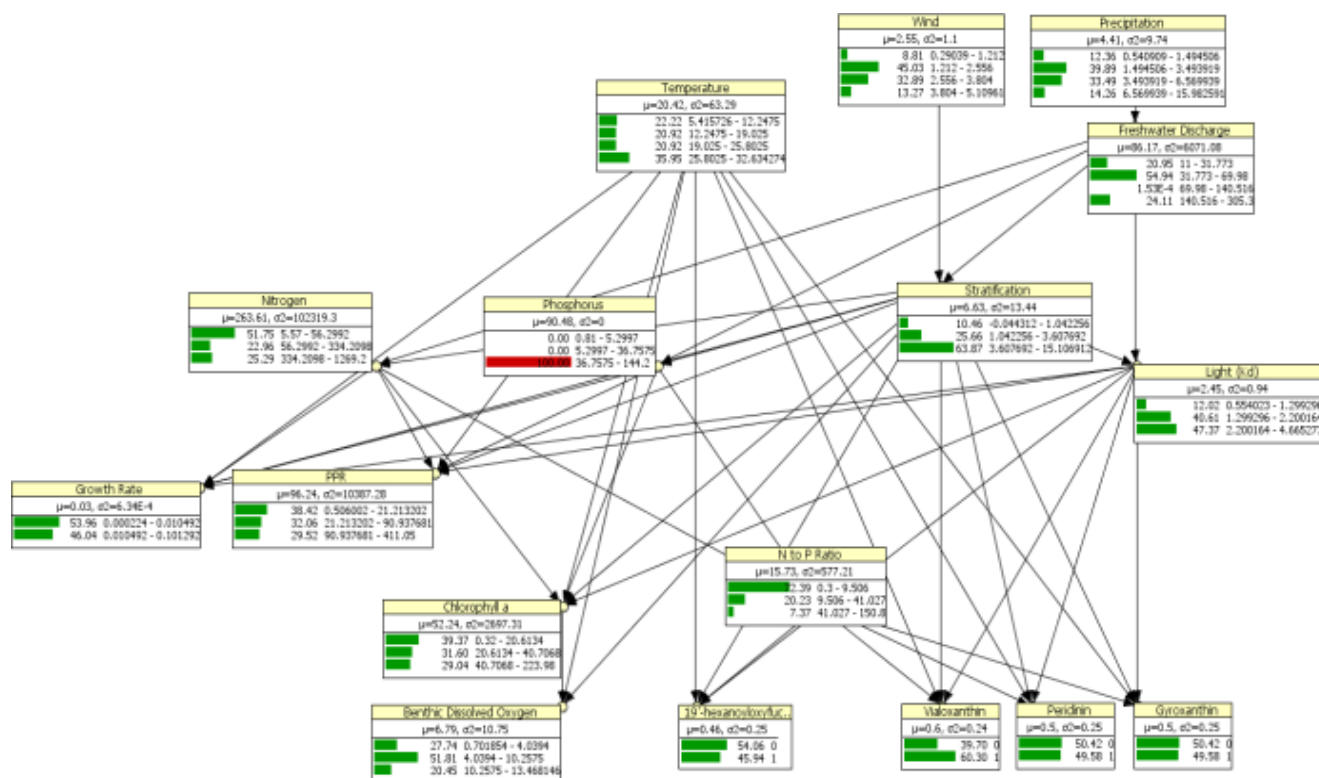 Wind
μ=2.55, σ2=1.1
8.81 0.29039 - 1.212
45.03 1.212 - 2.556
32.89 2.556 - 3.804
13.27 3.804 - 5.10961
Precipitation
μ=4.41, σ2=9.74
12.36 0.540909 - 1.494506
39.89 1.494506 - 3.493919
33.49 3.493919 - 6.569939
14.26 6.569939 - 15.982591
Temperature
μ=20.42, σ2=63.29
22.22 5.415726 - 12.2475
20.92 12.2475 - 19.025
20.92 19.025 - 25.8025
35.95 25.8025 - 32.634274
Freshwater Discharge
μ=86.17, σ2=6071.08
20.95 11 - 31.773
54.94 31.773 - 69.98
1.53E-4 69.98 - 140.516
24.11 140.516 - 305.3
Nitrogen
μ=263.61, σ2=102319.3
51.75 5.57 - 56.2992
22.96 56.2992 - 334.2098
25.29 334.2098 - 1269.2
Phosphorus
μ=90.48, σ2=0
0.00 0.81 - 5.2997
0.00 5.2997 - 36.7575
100.00 36.7575 - 144.2
Stratification
μ=6.63, σ2=13.44
10.46 -0.044312 - 1.042256
25.66 1.042256 - 3.607692
63.87 3.607692 - 15.106912
Light (kd)
μ=2.45, σ2=0.94
12.02 0.554023 - 1.299296
40.61 1.299296 - 2.200164
47.37 2.200164 - 4.665277
Growth Rate
μ=0.03, σ2=6.34E-4
53.96 0.000224 - 0.010492
46.04 0.010492 - 0.101292
PPR
μ=96.24, σ2=10387.28
38.42 0.506002 - 21.213202
32.06 21.213202 - 90.937681
29.52 90.937681 - 411.05
N to P Ratio
μ=15.73, σ2=577.21
2.39 0.3 - 9.506
20.23 9.506 - 41.027
7.37 41.027 - 150.8
Chlorophyll a
μ=52.24, σ2=2697.31
39.37 0.32 - 20.6134
31.60 20.6134 - 40.7068
29.04 40.7068 - 223.98
Benthic Dissolved Oxygen
μ=6.79, σ2=10.75
27.74 0.701854 - 4.0394
51.81 4.0394 - 10.2575
20.45 10.2575 - 13.468146
19'-hexanoyloxyfuc...
μ=0.46, σ2=0.25
54.06 0
45.94 1
Vialoxanthin
μ=0.6, σ2=0.24
39.70 0
60.30 1
Peridinin
μ=0.5, σ2=0.25
50.42 0
49.58 1
Gyroxanthin
μ=0.5, σ2=0.25
50.42 0
49.58 1